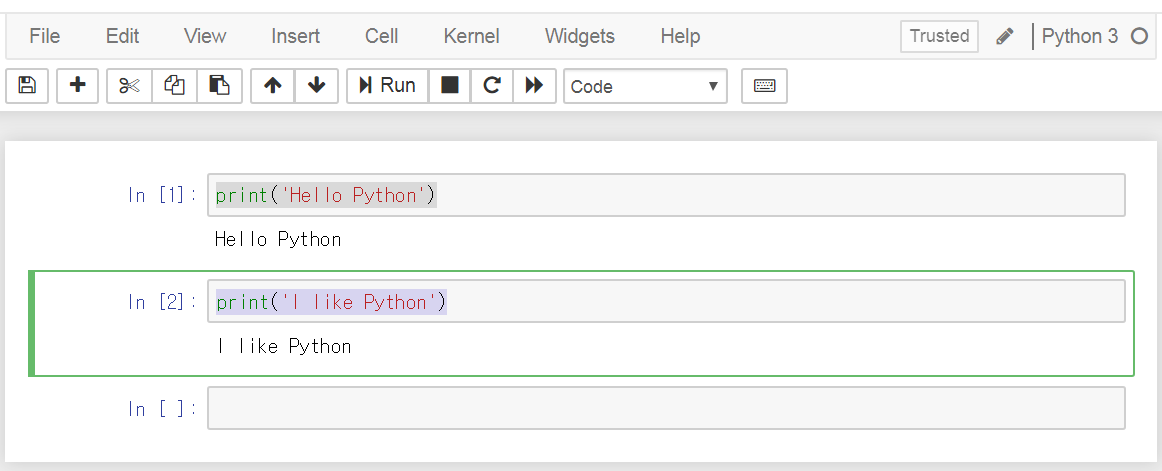 File Edit View Insert Cell Kernel Widgets Help Trusted Python 3
Run Code
In [1]: print('Hello Python')
Hello Python
In [2]: print('I like Python')
I like Python
In [ ]: